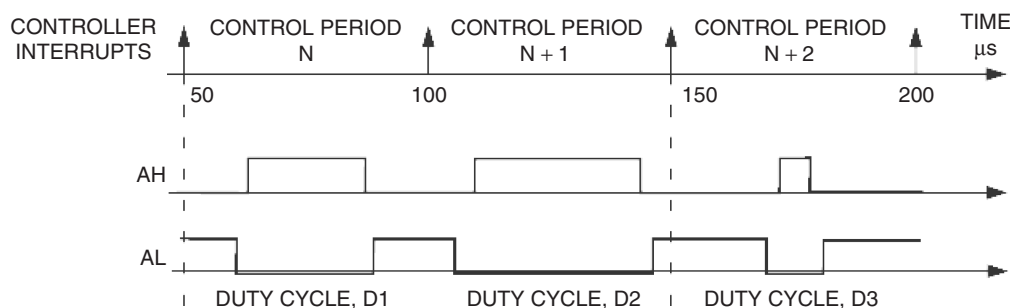 CONTROLLER
INTERRUPTS
CONTROL PERIOD
N
CONTROL PERIOD
N + 1
CONTROL PERIOD
N + 2
TIME
μs
50
100
150
200
AH
AL
DUTY CYCLE, D1
DUTY CYCLE, D2
DUTY CYCLE, D3